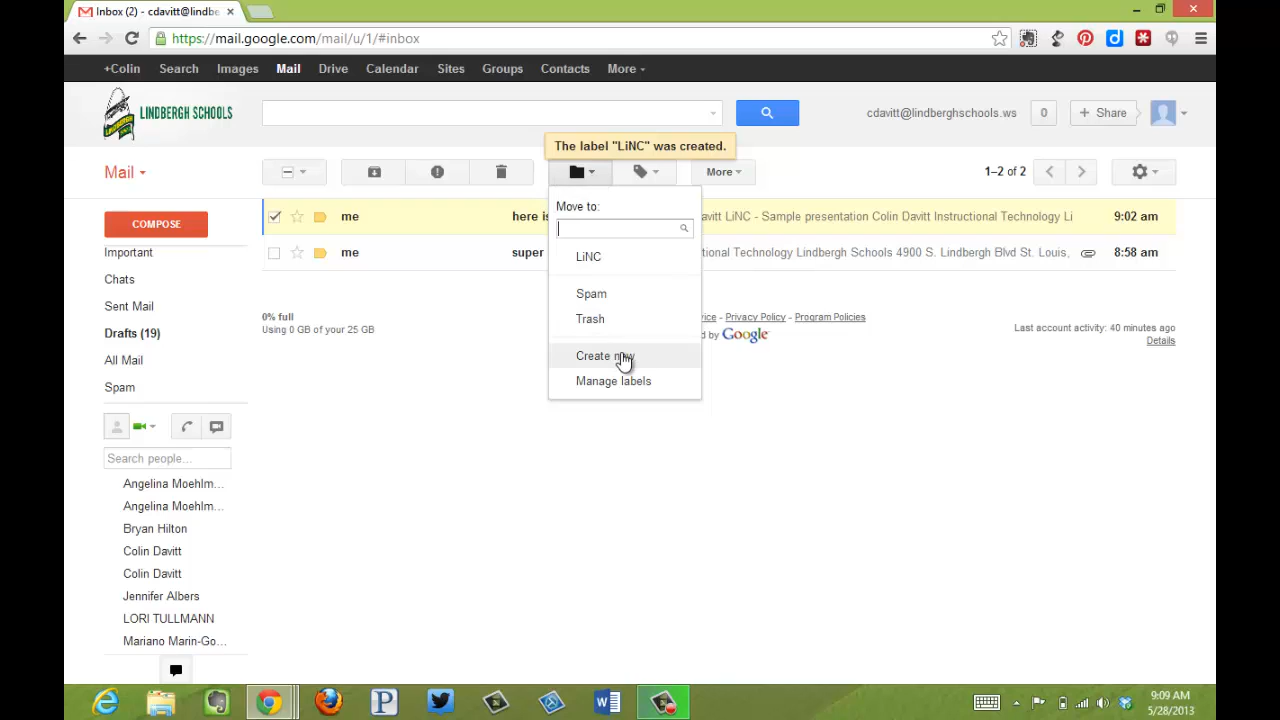 Inbox (2) - cdavitt@lindbe
https://mail.google.com/mail/u/1/#inbox
+Colin Search Images Mail Drive Calendar Sites Groups Contacts More
LINDBERGH SCHOOLS
cdavitt@lindberghschools.ws 0 + Share
The label "LiNC" was created.
Mail
More
1–2 of 2
COMPOSE
Important
Chats
Sent Mail
Drafts (19)
All Mail
Spam
Move to:
LiNC
Spam
Trash
Create new
Manage labels
me here is avitt LiNC - Sample presentation Colin Davitt Instructional Technology Li 9:02 am
me super tional Technology Lindbergh Schools 4900 S. Lindbergh Blvd St. Louis, 8:58 am
0% full
Using 0 GB of your 25 GB
vice - Privacy Policy - Program Policies
ed by Google
Last account activity: 40 minutes ago
Details
Search people...
Angelina Moehlm...
Angelina Moehlm...
Bryan Hilton
Colin Davitt
Colin Davitt
Jennifer Albers
LORI TULLMANN
Mariano Marin-Go...
9:09 AM
5/28/2013